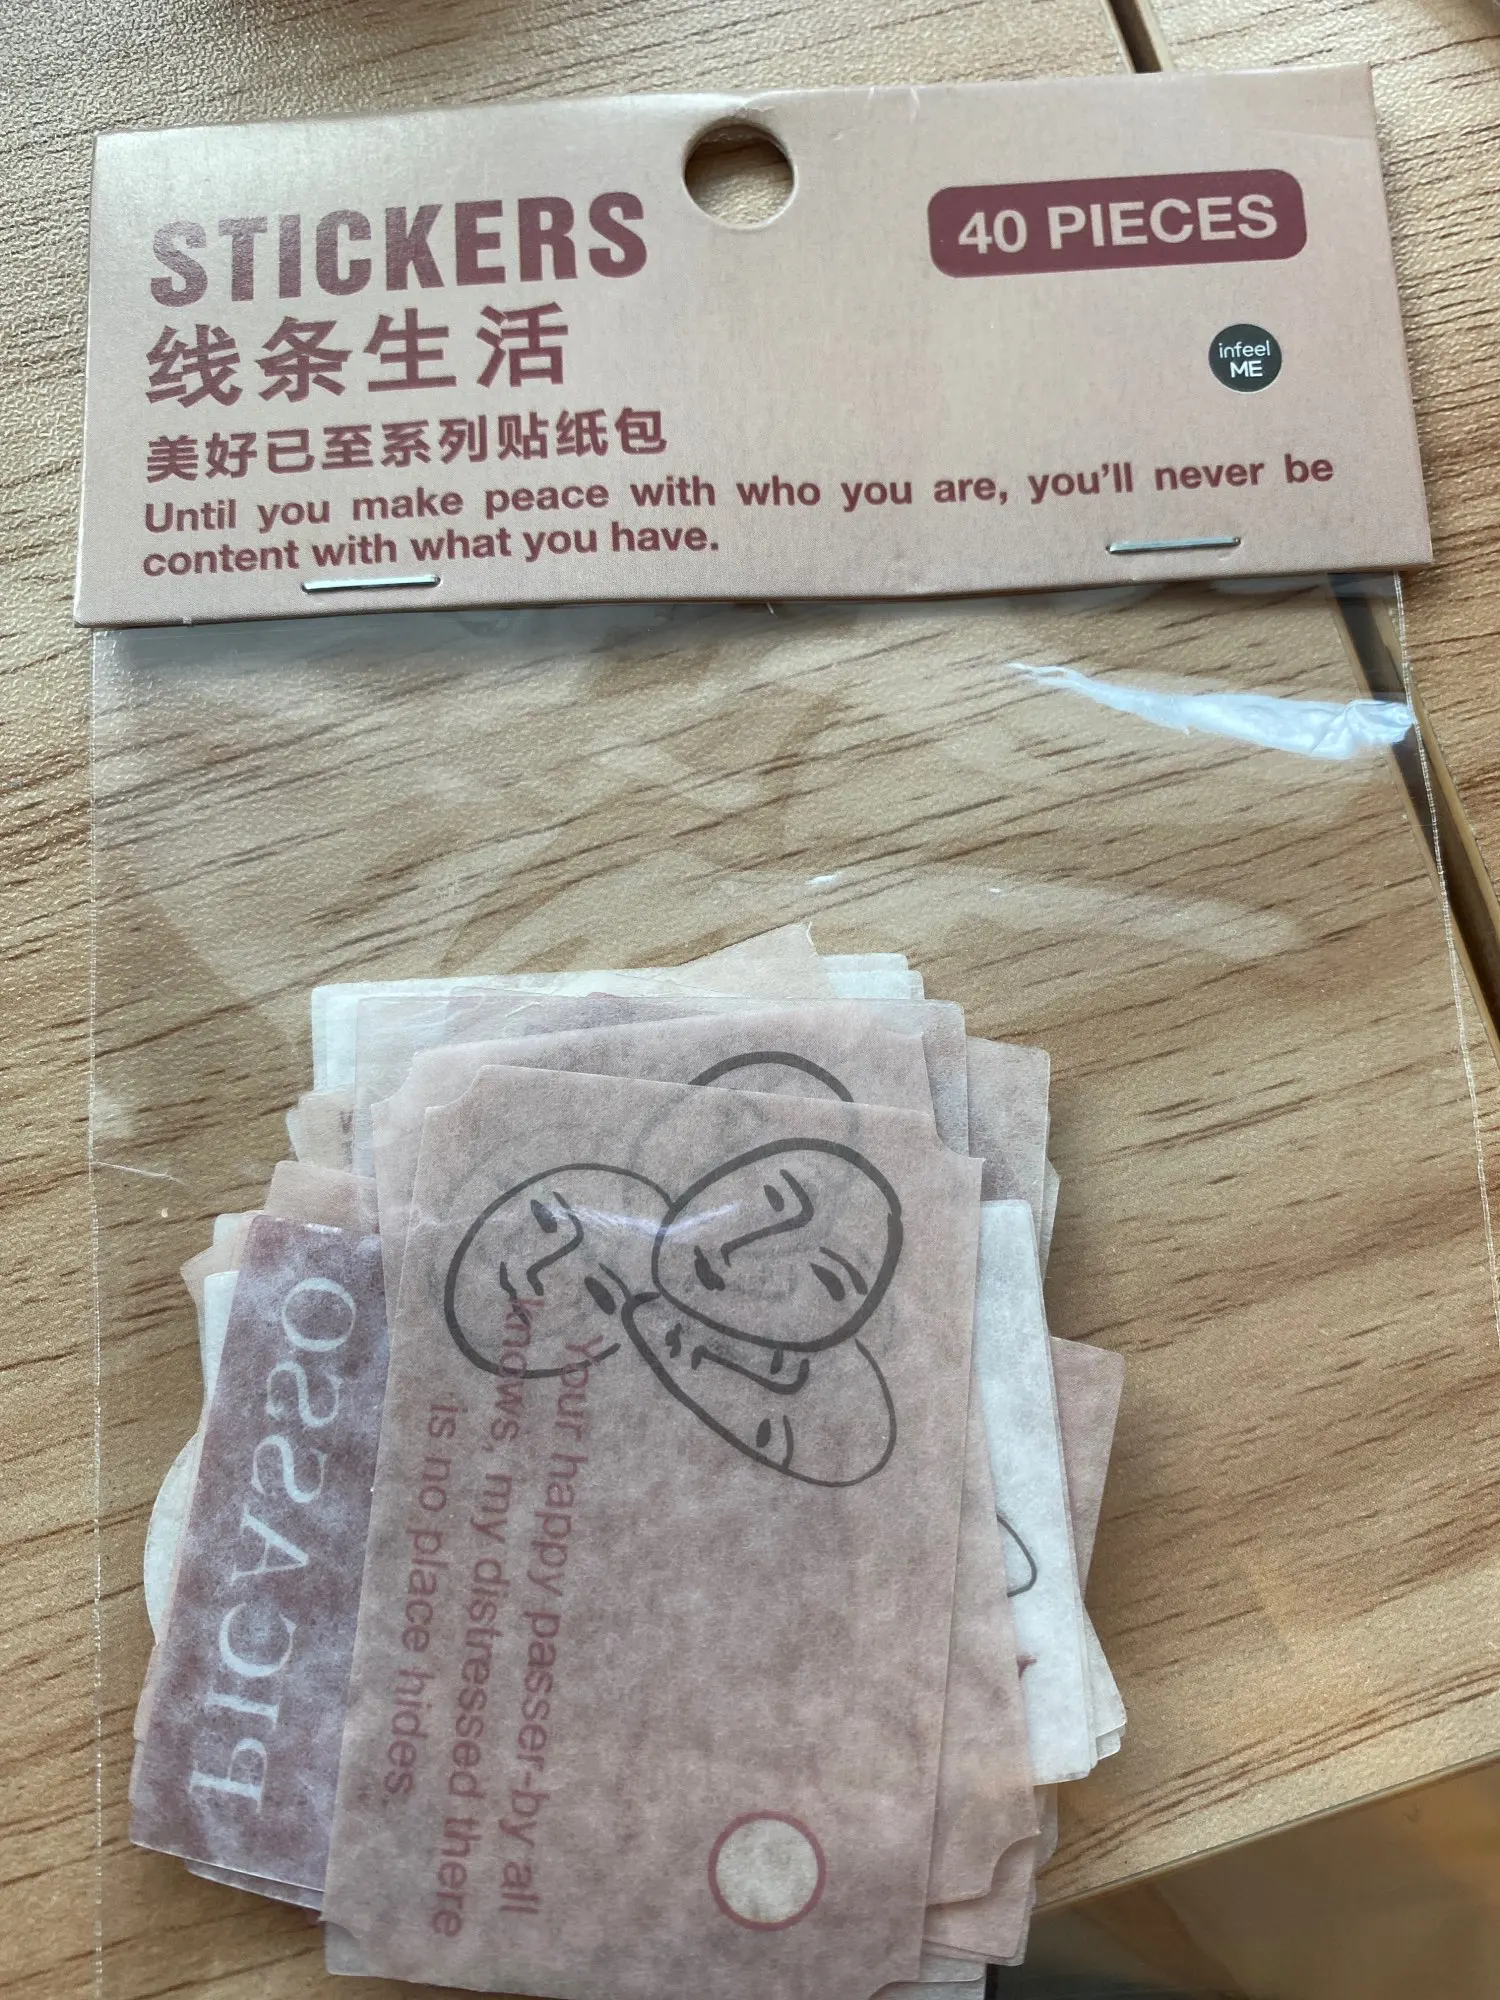 STICKERS
40 PIECES
线条生活
infeel
ME
美好已至系列贴纸包
Until you make peace with who you are, you'll never be
content with what you have.
PICASSO
Your happy passer-by all
knows, my distressed there
is no place hides.